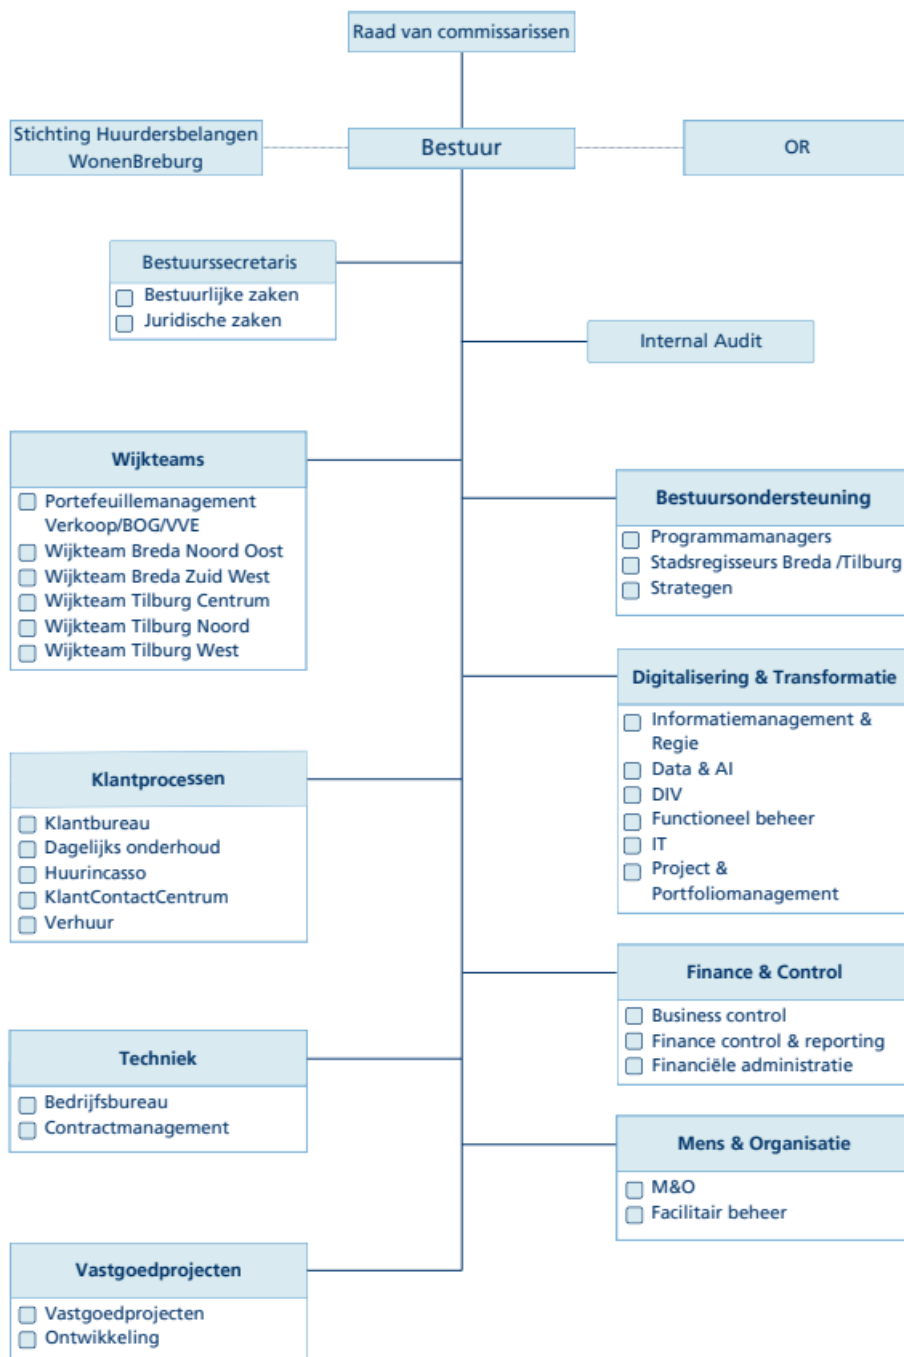 Raad van commissarissen
Stichting Huurdersbelangen
WonenBreburg
Bestuur
OR
Bestuurssecretaris
Bestuurlijke zaken
Juridische zaken
Internal Audit
Wijkteams
Portefeuillemanagement
Verkoop/BOG/VVE
Wijkteam Breda Noord Oost
Wijkteam Breda Zuid West
Wijkteam Tilburg Centrum
Wijkteam Tilburg Noord
Wijkteam Tilburg West
Bestuursondersteuning
Programmamanagers
Stadsregisseurs Breda /Tilburg
Strategen
Digitalisering & Transformatie
Informatiemanagement &
Regie
Data & AI
DIV
Functioneel beheer
IT
Project &
Portfoliomanagement
Klantprocessen
Klantbureau
Dagelijks onderhoud
Huurincasso
KlantContactCentrum
Verhuur
Finance & Control
Business control
Finance control & reporting
Financiële administratie
Techniek
Bedrijfsbureau
Contractmanagement
Mens & Organisatie
M&O
Facilitair beheer
Vastgoedprojecten
Vastgoedprojecten
Ontwikkeling